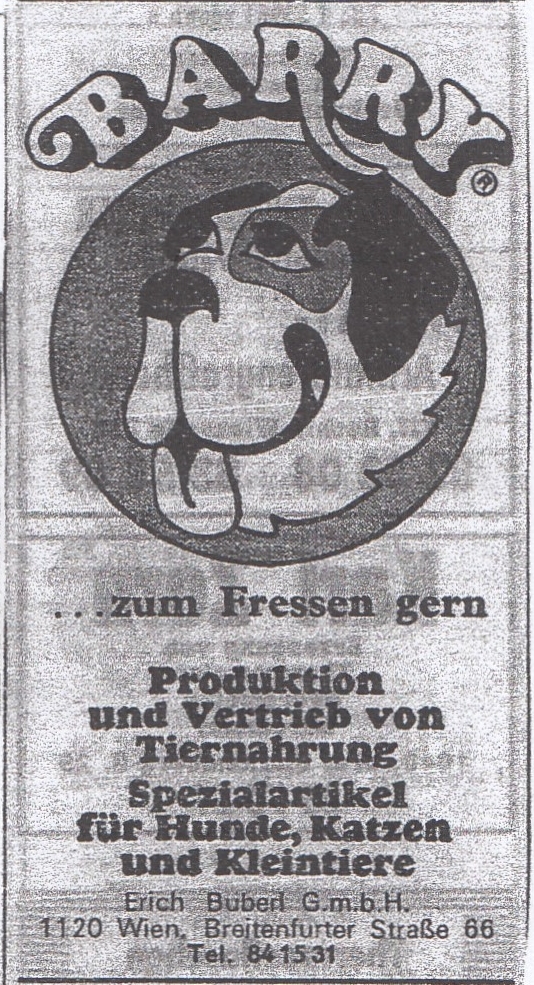 BARRY
®
...zum Fressen gern
Produktion
und Vertrieb von
Tiernahrung
Spezialartikel
für Hunde, Katzen
und Kleintiere
Erich Buberl G.m.b.H.
1120 Wien, Breitenfurter Straße 66
Tel. 84 15 31